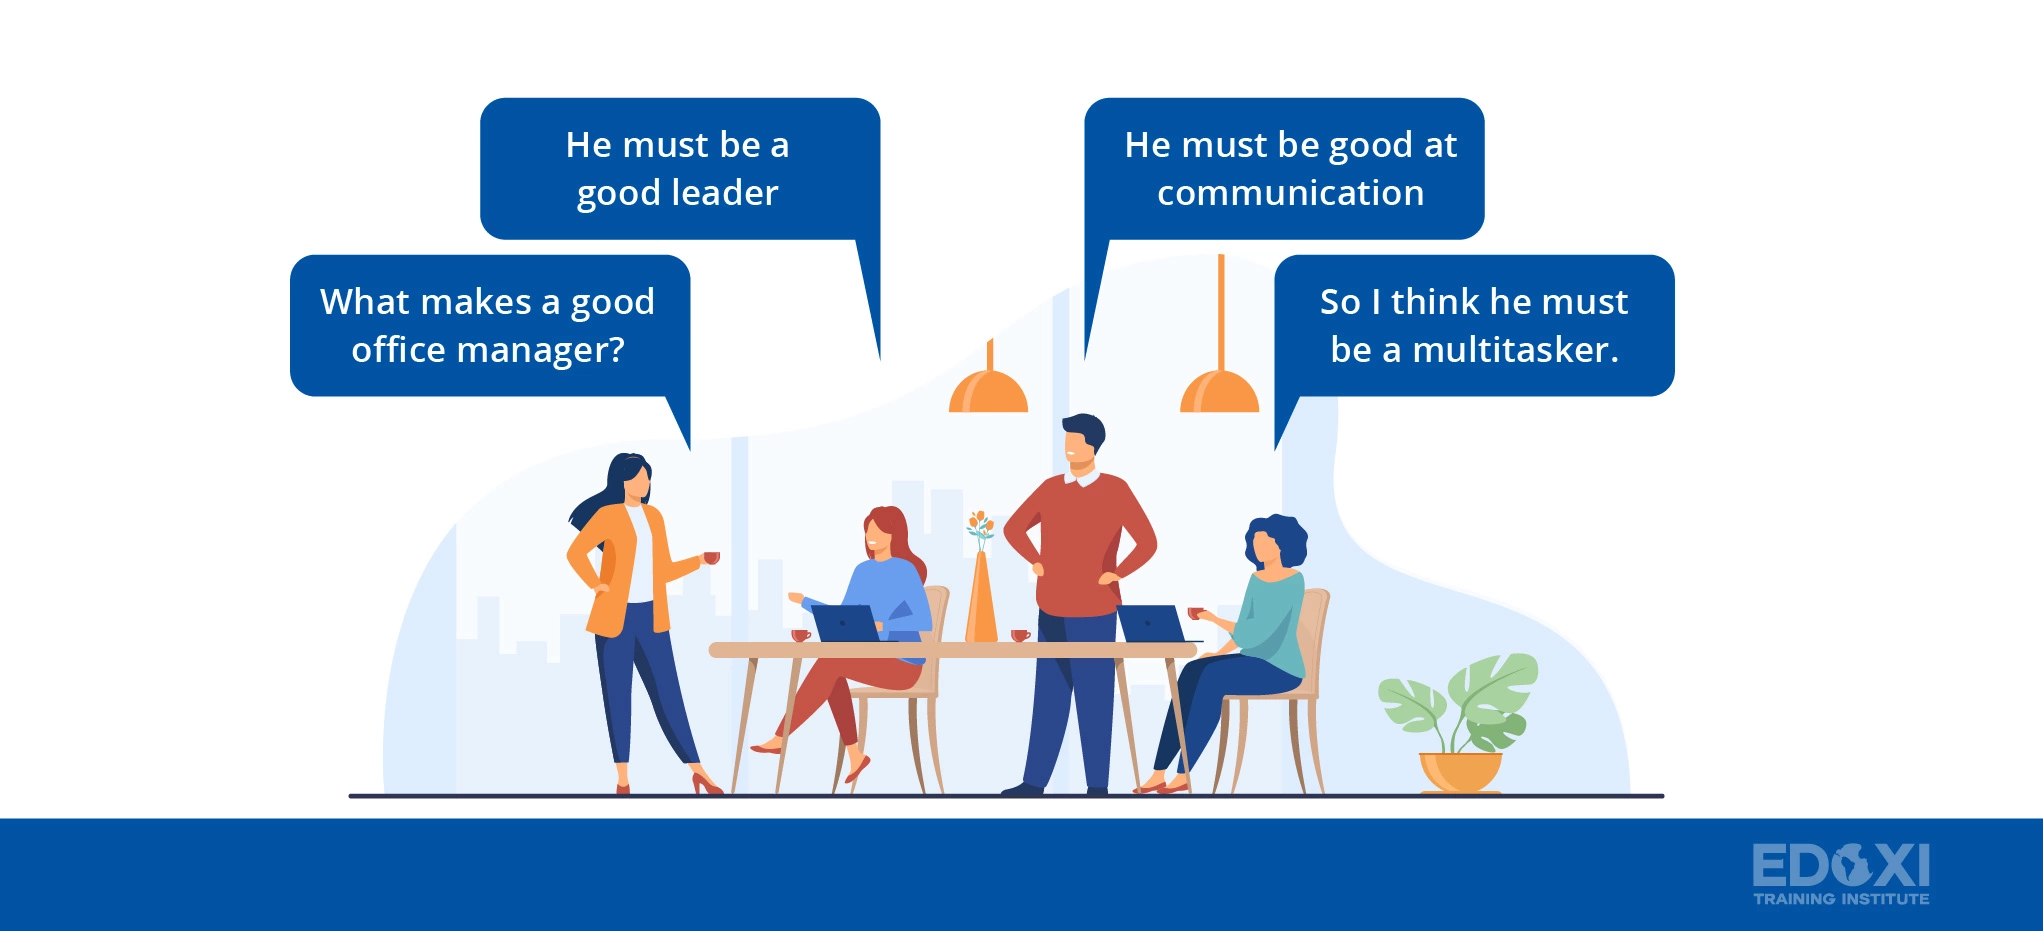 What makes a good
office manager?
He must be a
good leader
He must be good at
communication
So I think he must
be a multitasker.
EDOXI
TRAINING INSTITUTE